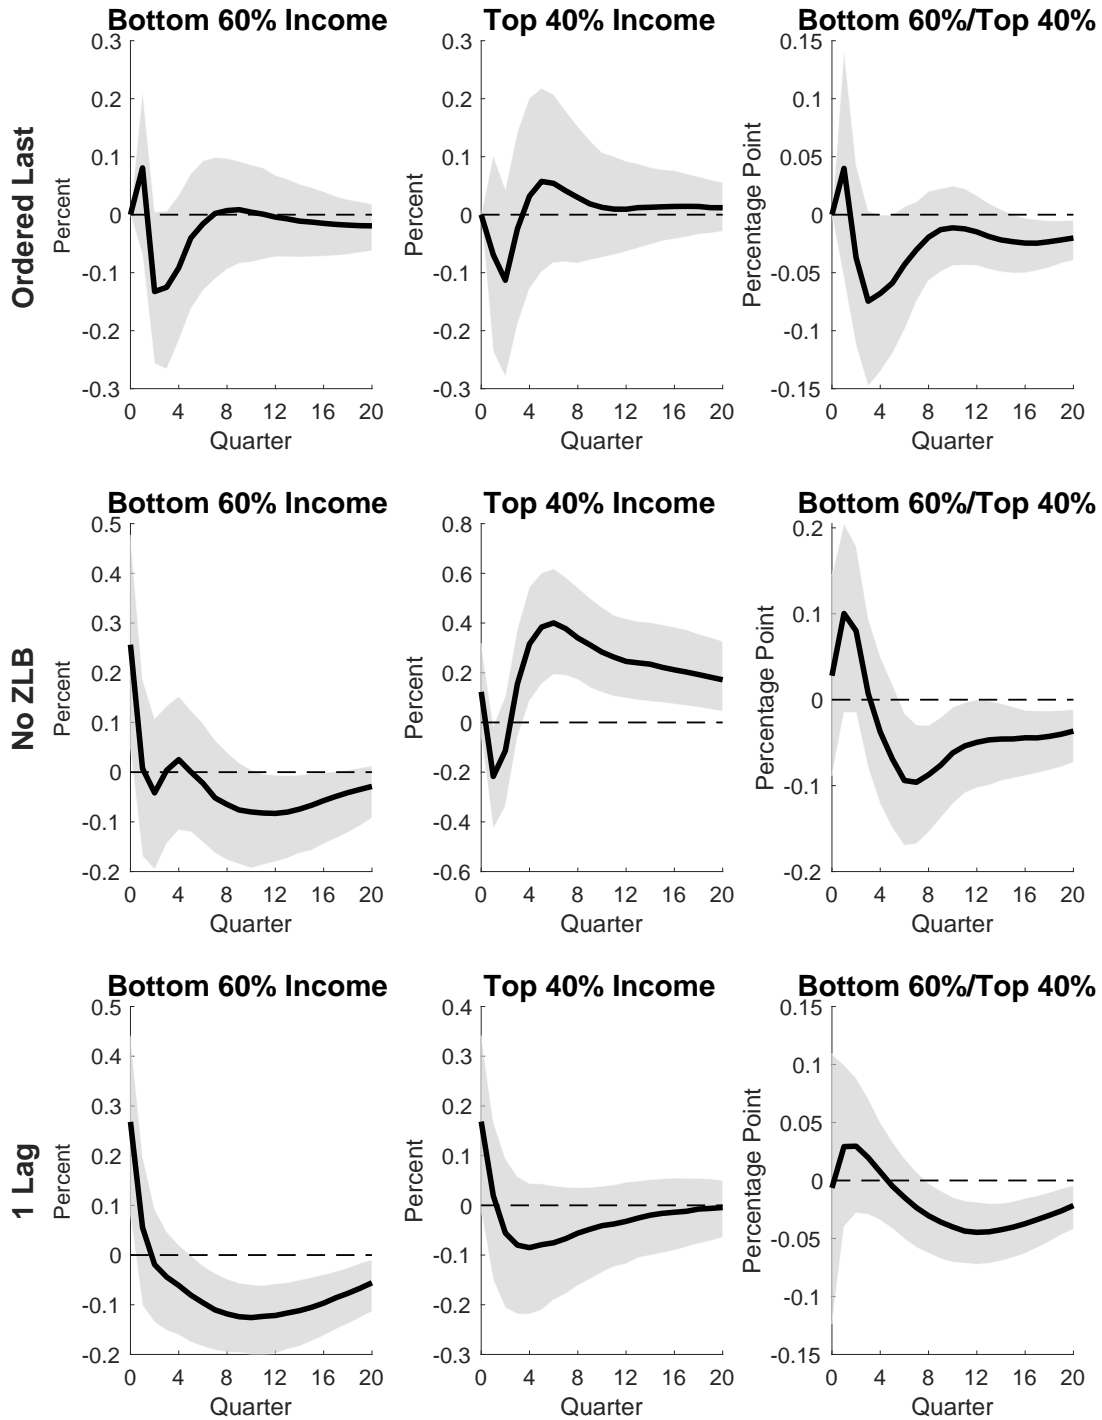 Bottom 60% Income
Top 40% Income
Bottom 60%/Top 40%
Ordered Last
Percent
0.3
0.2
0.1
0
-0.1
-0.2
-0.3
0 4 8 12 16 20
Quarter
Percent
0.3
0.2
0.1
0
-0.1
-0.2
-0.3
0 4 8 12 16 20
Quarter
Percentage Point
0.15
0.1
0.05
0
-0.05
-0.1
-0.15
0 4 8 12 16 20
Quarter
Bottom 60% Income
Top 40% Income
Bottom 60%/Top 40%
No ZLB
Percent
0.5
0.4
0.3
0.2
0.1
0
-0.1
-0.2
0 4 8 12 16 20
Quarter
Percent
0.8
0.6
0.4
0.2
0
-0.2
-0.4
-0.6
0 4 8 12 16 20
Quarter
Percentage Point
0.2
0.1
0
-0.1
-0.2
0 4 8 12 16 20
Quarter
Bottom 60% Income
Top 40% Income
Bottom 60%/Top 40%
1 Lag
Percent
0.5
0.4
0.3
0.2
0.1
0
-0.1
-0.2
0 4 8 12 16 20
Quarter
Percent
0.4
0.3
0.2
0.1
0
-0.1
-0.2
-0.3
0 4 8 12 16 20
Quarter
Percentage Point
0.15
0.1
0.05
0
-0.05
-0.1
-0.15
0 4 8 12 16 20
Quarter